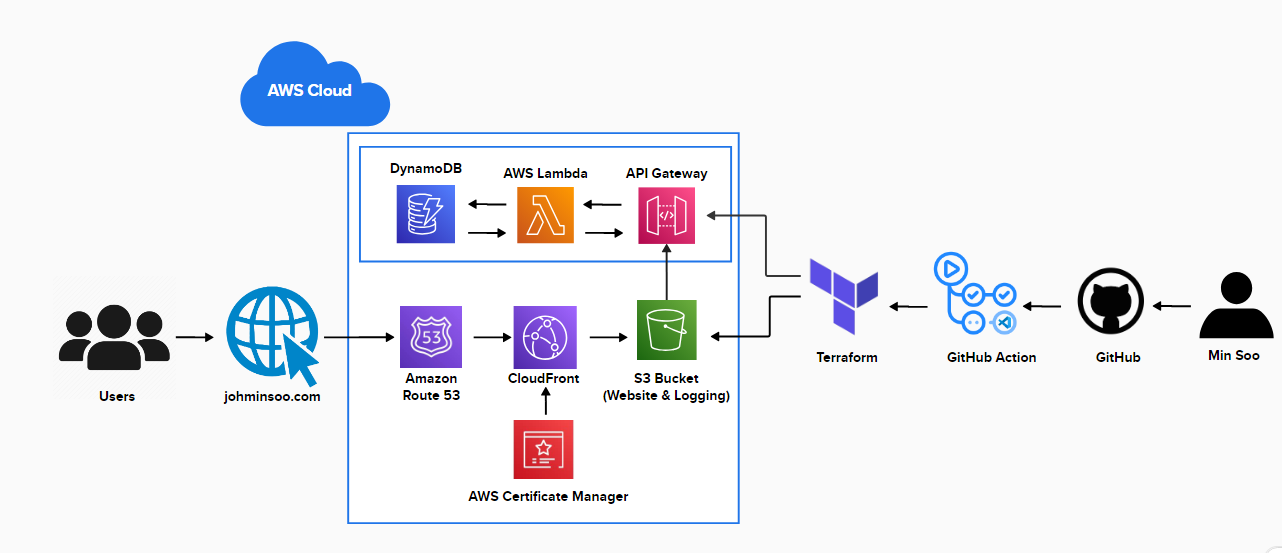 AWS Cloud
DynamoDB
AWS Lambda
API Gateway
53
Users
johminsoo.com
Amazon
Route 53
CloudFront
S3 Bucket
(Website & Logging)
AWS Certificate Manager
Terraform
GitHub Action
GitHub
Min Soo